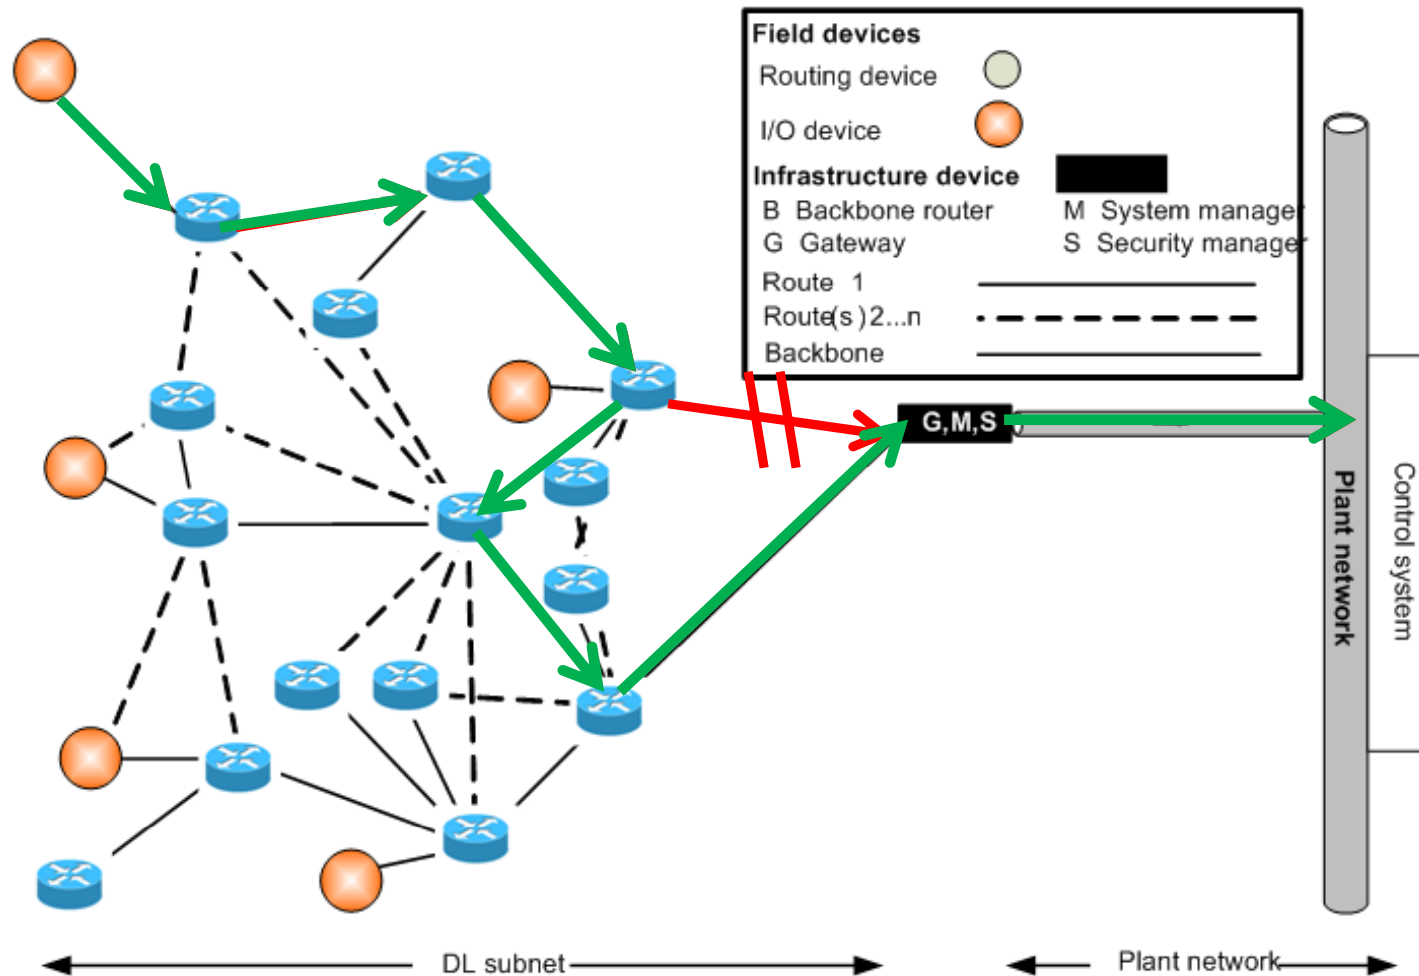 Field devices
Routing device
I/O device
Infrastructure device
B Backbone router
M System manager
G Gateway
S Security manager
Route 1
Route(s)2...n
Backbone
G,M,S
Plant network
Control system
DL subnet
Plant network